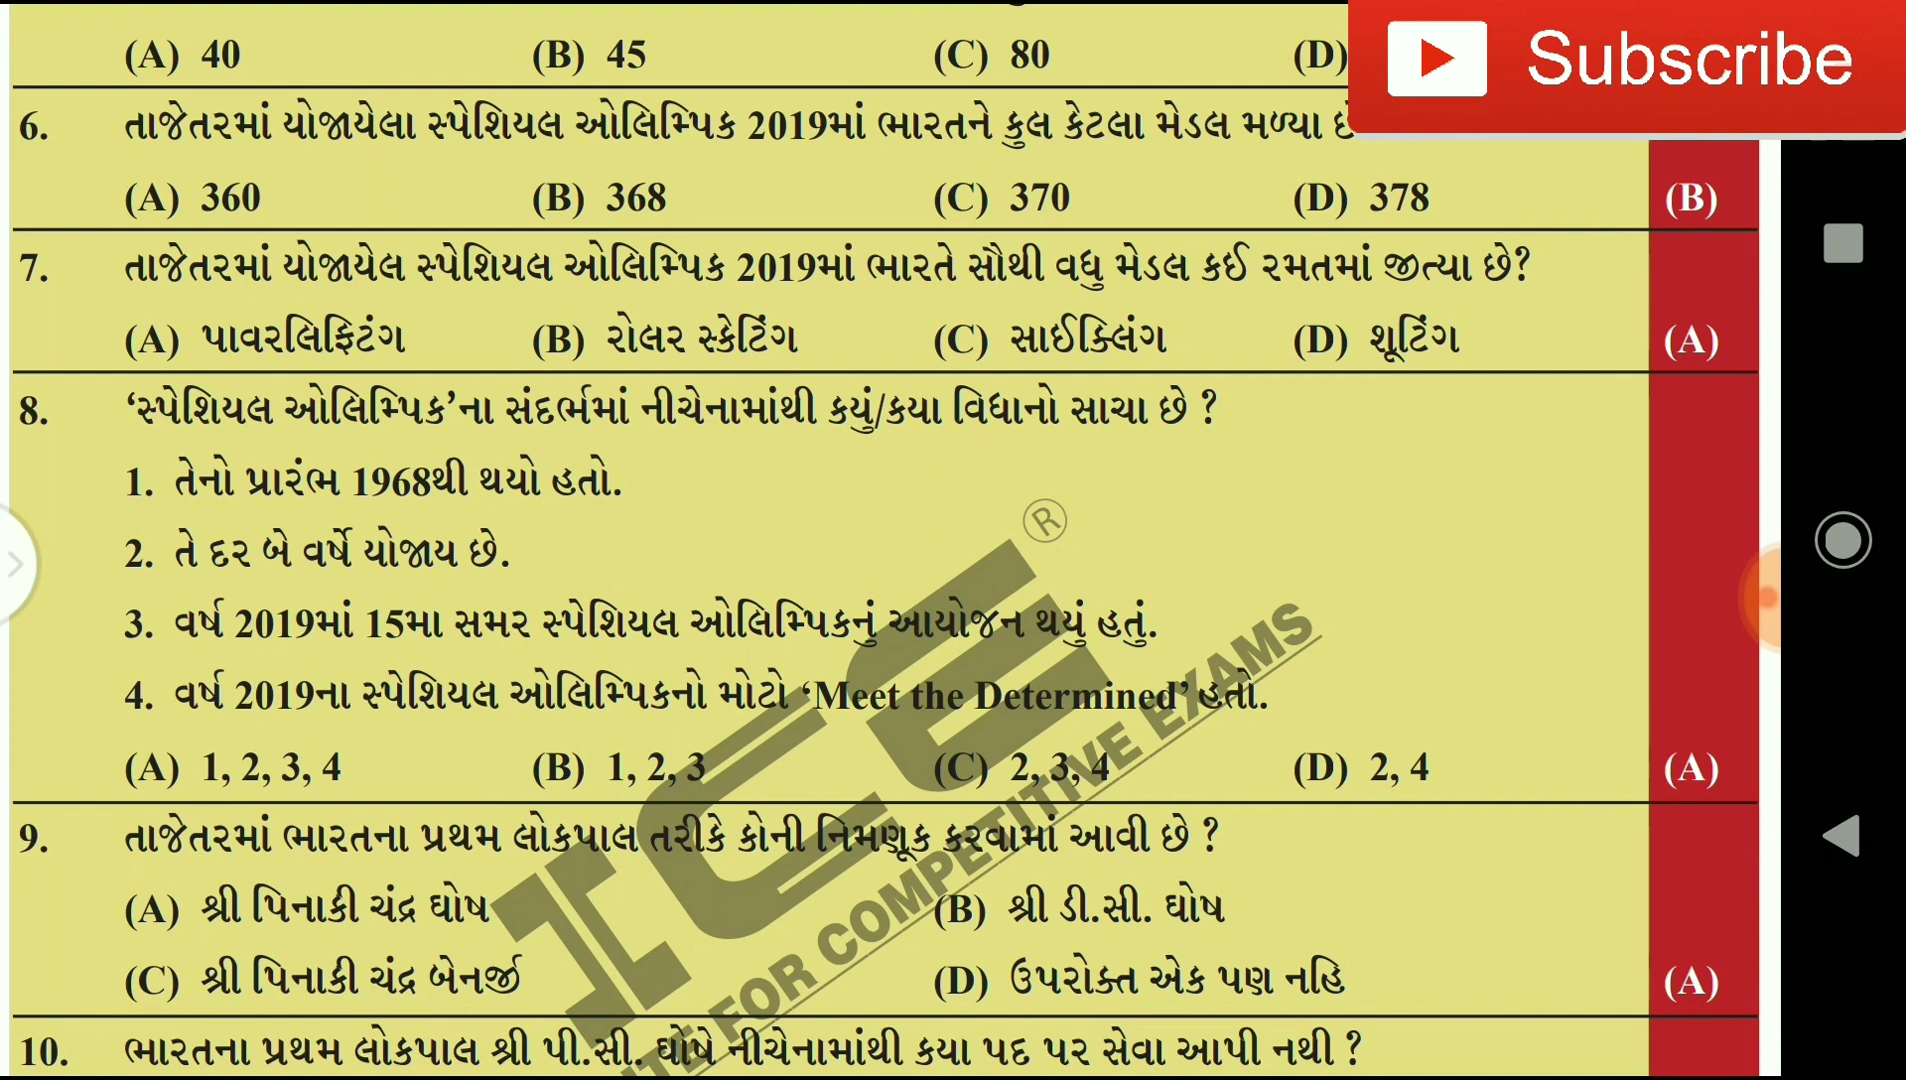 (A) 40 (B) 45 (C) 80 (D)
Subscribe
6. તાજેતરમાં યોજાયેલા સ્પેશિયલ ઓલિમ્પિક 2019માં ભારતને કુલ કેટલા મેડલ મળ્યા છે
(A) 360 (B) 368 (C) 370 (D) 378 (B)
7. તાજેતરમાં યોજાયેલ સ્પેશિયલ ઓલિમ્પિક 2019માં ભારતે સૌથી વધુ મેડલ કઈ રમતમાં જીત્યા છે?
(A) પાવરલિફિટંગ (B) રોલર સ્કેટિંગ (C) સાઈક્લિંગ (D) શૂટિંગ (A)
8. ‘સ્પેશિયલ ઓલિમ્પિક’ના સંદર્ભમાં નીચેનામાંથી કયું/કયા વિધાનો સાચા છે ?
1. તેનો પ્રારંભ 1968થી થયો હતો.
2. તે દર બે વર્ષે યોજાય છે.
3. વર્ષ 2019માં 15મા સમર સ્પેશિયલ ઓલિમ્પિકનું આયોજન થયું હતું.
4. વર્ષ 2019ના સ્પેશિયલ ઓલિમ્પિકનો મોટો ‘Meet the Determined’ હતો.
(A) 1, 2, 3, 4 (B) 1, 2, 3 (C) 2, 3, 4 (D) 2, 4 (A)
9. તાજેતરમાં ભારતના પ્રથમ લોકપાલ તરીકે કોની નિમણૂક કરવામાં આવી છે ?
(A) શ્રી પિનાકી ચંદ્ર ઘોષ (B) શ્રી ડી.સી. ઘોષ
(C) શ્રી પિનાકી ચંદ્ર બેનર્જી (D) ઉપરોક્ત એક પણ નહિ (A)
10. ભારતના પ્રથમ લોકપાલ શ્રી પી.સી. ઘોષે નીચેનામાંથી કયા પદ પર સેવા આપી નથી ?
ICE ®
FOR COMPETITIVE EXAMS